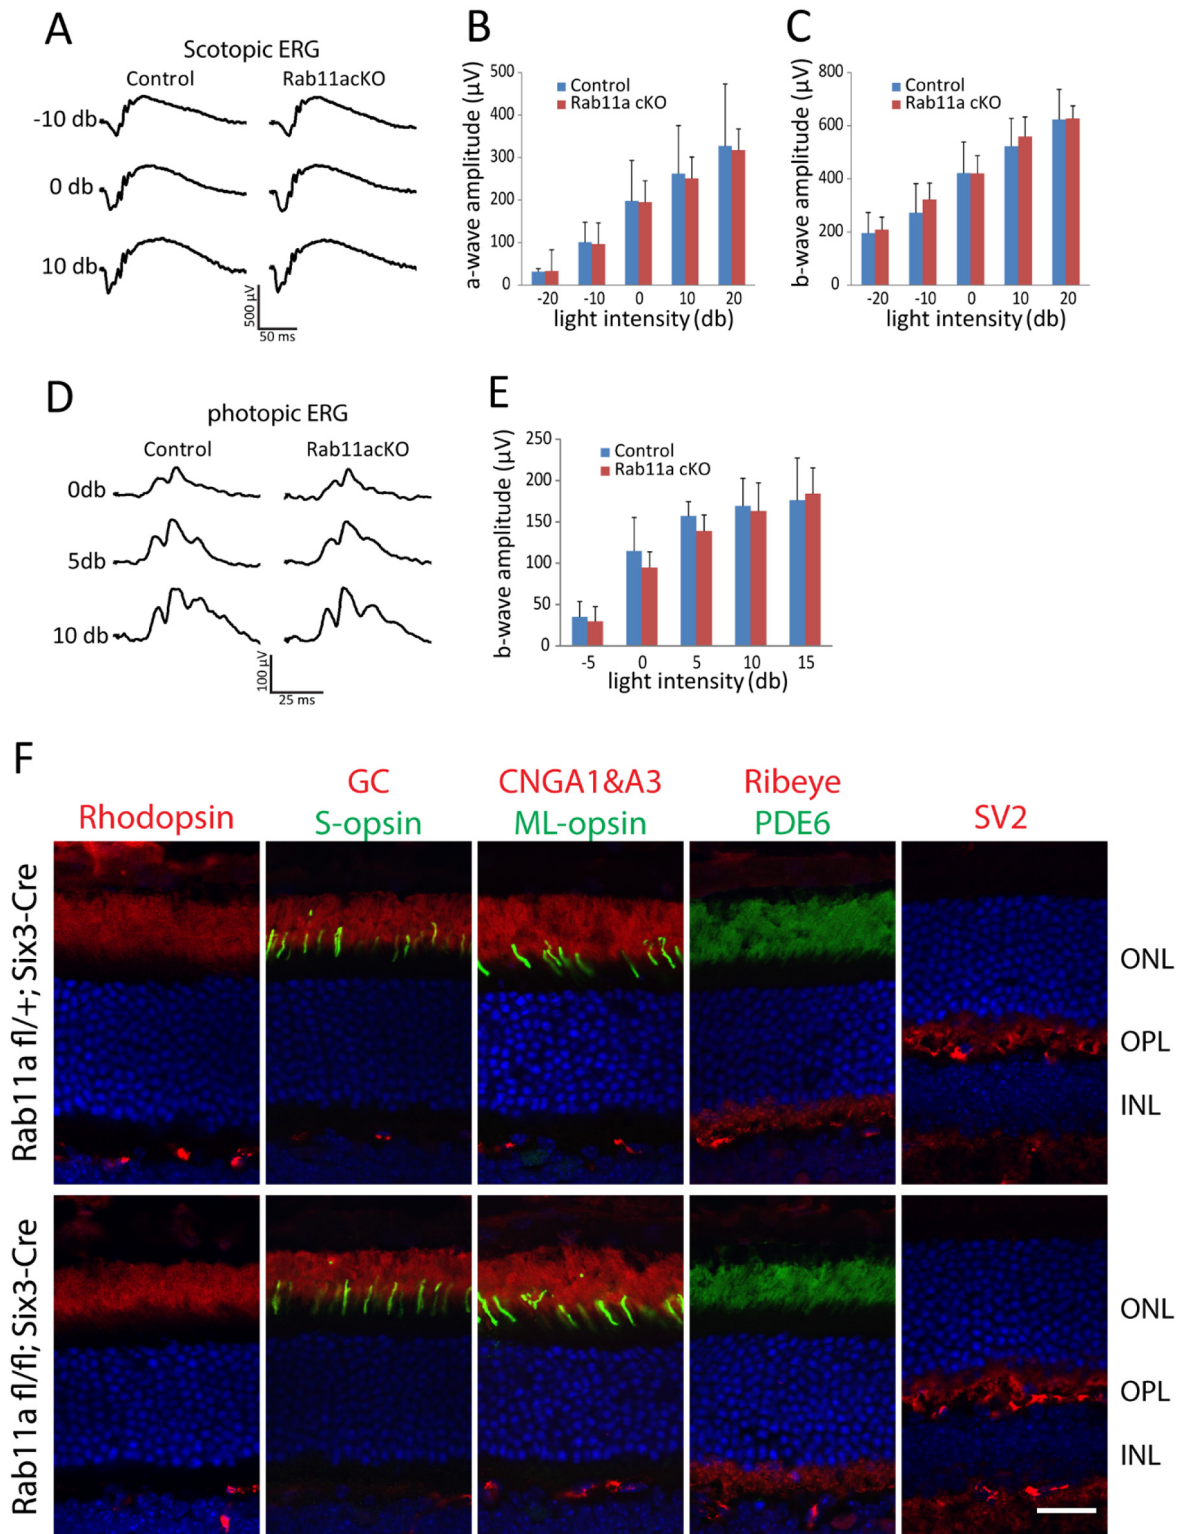 A
Scotopic ERG
Control Rab11acKO
-10 db
0 db
10 db
500 µV
50 ms
B
a-wave amplitude (µV)
500
400
300
200
100
0
Control
Rab11a cKO
-20 -10 0 10 20
light intensity (db)
C
b-wave amplitude (µV)
800
600
400
200
0
Control
Rab11a cKO
-20 -10 0 10 20
light intensity (db)
D
photopic ERG
Control Rab11acKO
0db
5db
10 db
100 µV
25 ms
E
b-wave amplitude (µV)
250
200
150
100
50
0
Control
Rab11a cKO
-5 0 5 10 15
light intensity (db)
F
GC CNGA1&A3 Ribeye
Rhodopsin S-opsin ML-opsin PDE6 SV2
Rab11a fl/+; Six3-Cre
ONL
OPL
INL
Rab11a fl/fl; Six3-Cre
ONL
OPL
INL